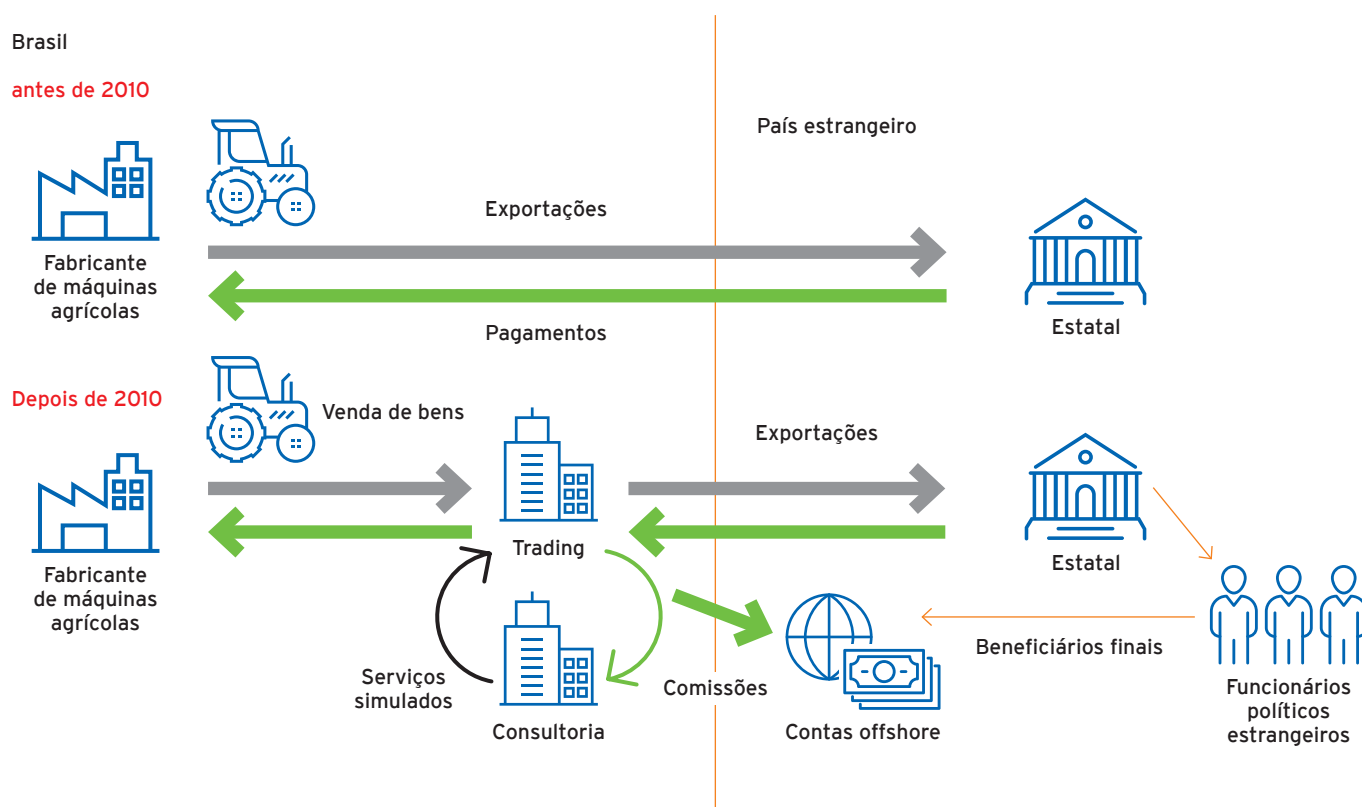 Brasil
antes de 2010
País estrangeiro
Exportações
Fabricante
de máquinas
agrícolas
Estatal
Pagamentos
Depois de 2010
Venda de bens
Exportações
Trading
Estatal
Fabricante
de máquinas
agrícolas
Beneficiários finais
Serviços
simulados
Comissões
Consultoria
Contas offshore
Funcionários
políticos
estrangeiros